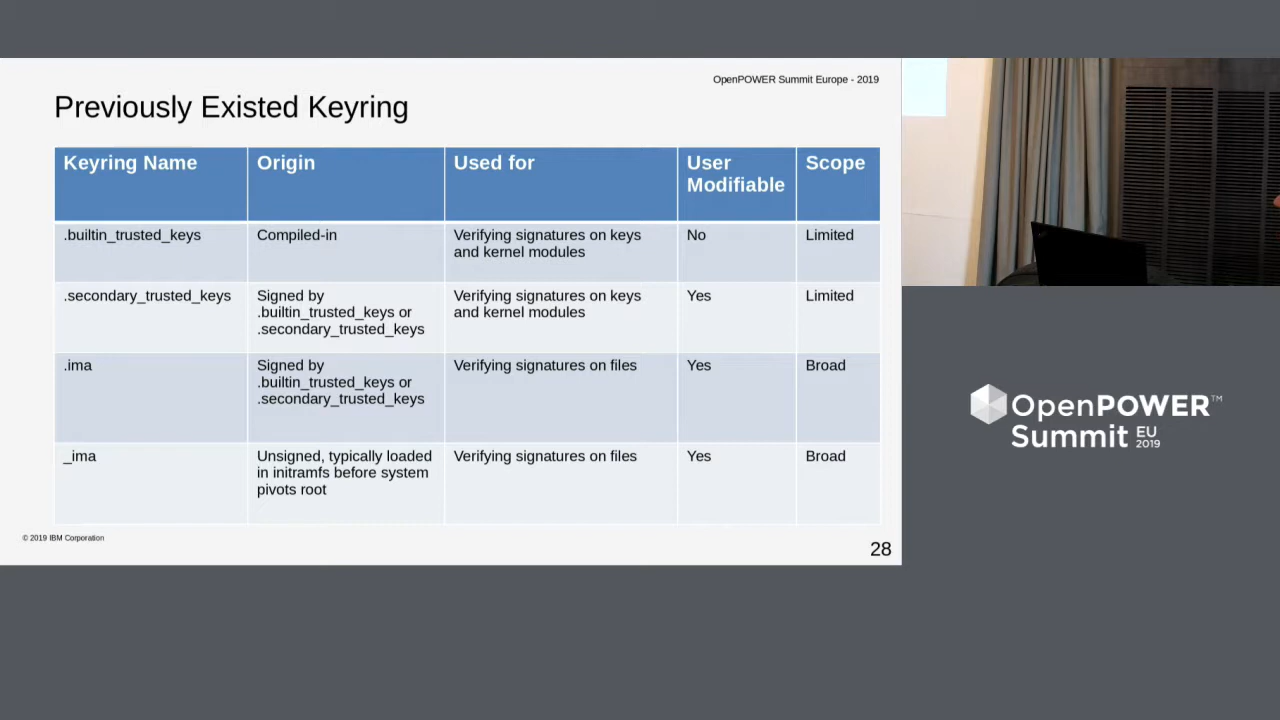 OpenPOWER Summit Europe - 2019
Previously Existed Keyring
Keyring Name
Origin
Used for
User
Modifiable
Scope
.builtin_trusted_keys
Compiled-in
Verifying signatures on keys
and kernel modules
No
Limited
.secondary_trusted_keys
Signed by
.builtin_trusted_keys or
.secondary_trusted_keys
Verifying signatures on keys
and kernel modules
Yes
Limited
.ima
Signed by
.builtin_trusted_keys or
.secondary_trusted_keys
Verifying signatures on files
Yes
Broad
_ima
Unsigned, typically loaded
in initramfs before system
pivots root
Verifying signatures on files
Yes
Broad
© 2019 IBM Corporation
28
OpenPOWER™
Summit EU
2019